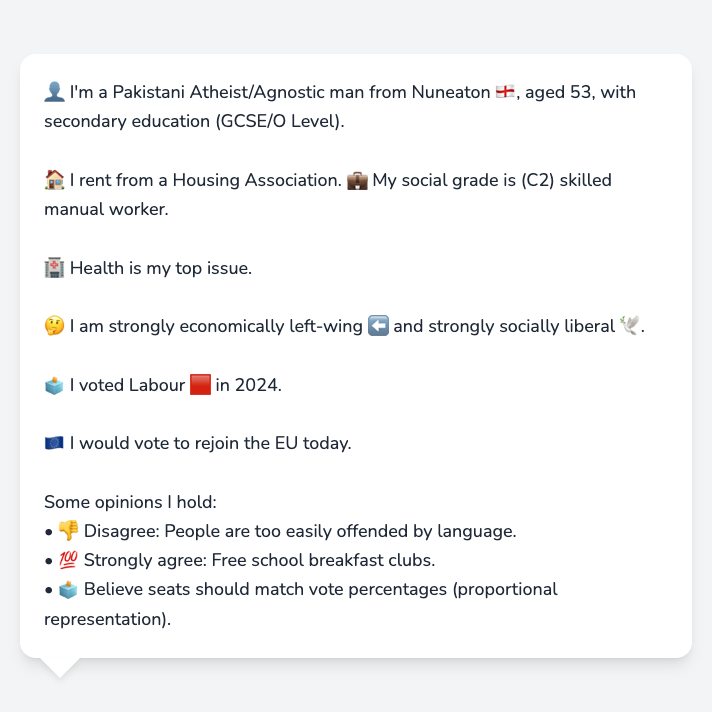 👤 I'm a Pakistani Atheist/Agnostic man from Nuneaton 🏴󠁧󠁢󠁥󠁮󠁧󠁿, aged 53, with
secondary education (GCSE/O Level).
🏠 I rent from a Housing Association. 💼 My social grade is (C2) skilled
manual worker.
🏥 Health is my top issue.
🤔 I am strongly economically left-wing ⬅️ and strongly socially liberal 🕊️.
🗳️ I voted Labour 🟥 in 2024.
🇪🇺 I would vote to rejoin the EU today.
Some opinions I hold:
• 👎 Disagree: People are too easily offended by language.
• 💯 Strongly agree: Free school breakfast clubs.
• 🗳️ Believe seats should match vote percentages (proportional
representation).